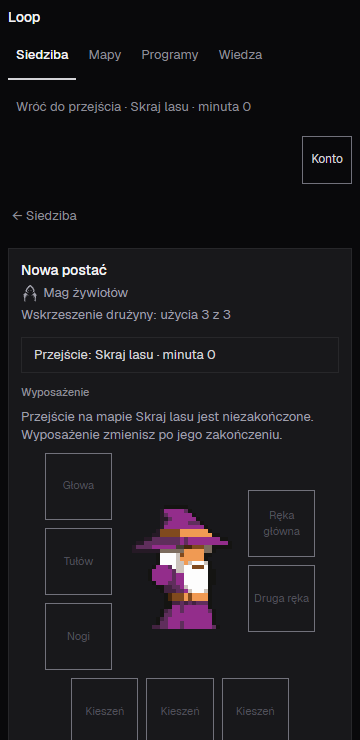 Loop
Siedziba Mapy Programy Wiedza
Wróć do przejścia · Skraj lasu · minuta 0
Konto
← Siedziba
Nowa postać
Mag żywiołów
Wskrzeszenie drużyny: użycia 3 z 3
Przejście: Skraj lasu · minuta 0
Wyposażenie
Przejście na mapie Skraj lasu jest niezakończone.
Wyposażenie zmienisz po jego zakończeniu.
Głowa
Ręka
główna
Tułów
Druga ręka
Nogi
Kieszeń Kieszeń Kieszeń